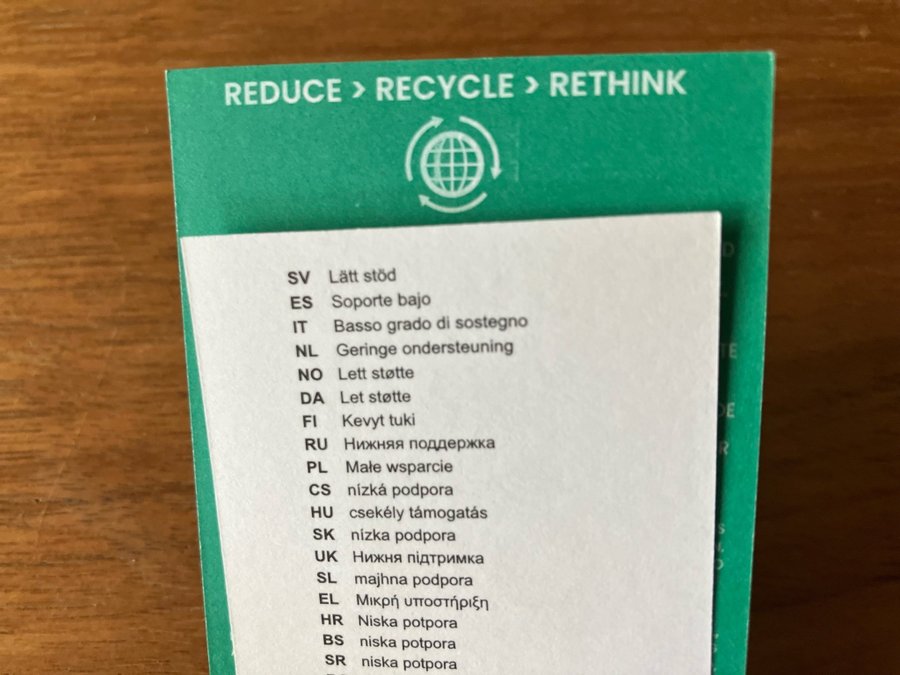 REDUCE > RECYCLE > RETHINK
SV Lätt stöd
ES Soporte bajo
IT Basso grado di sostegno
NL Geringe ondersteuning
NO Lett støtte
DA Let støtte
FI Kevyt tuki
RU Нижняя поддержка
PL Małe wsparcie
CS nízká podpora
HU csekély támogatás
SK nízka podpora
UK Нижня підтримка
SL majhna podpora
EL Μικρή υποστήριξη
HR Niska potpora
BS niska potpora
SR niska potpora